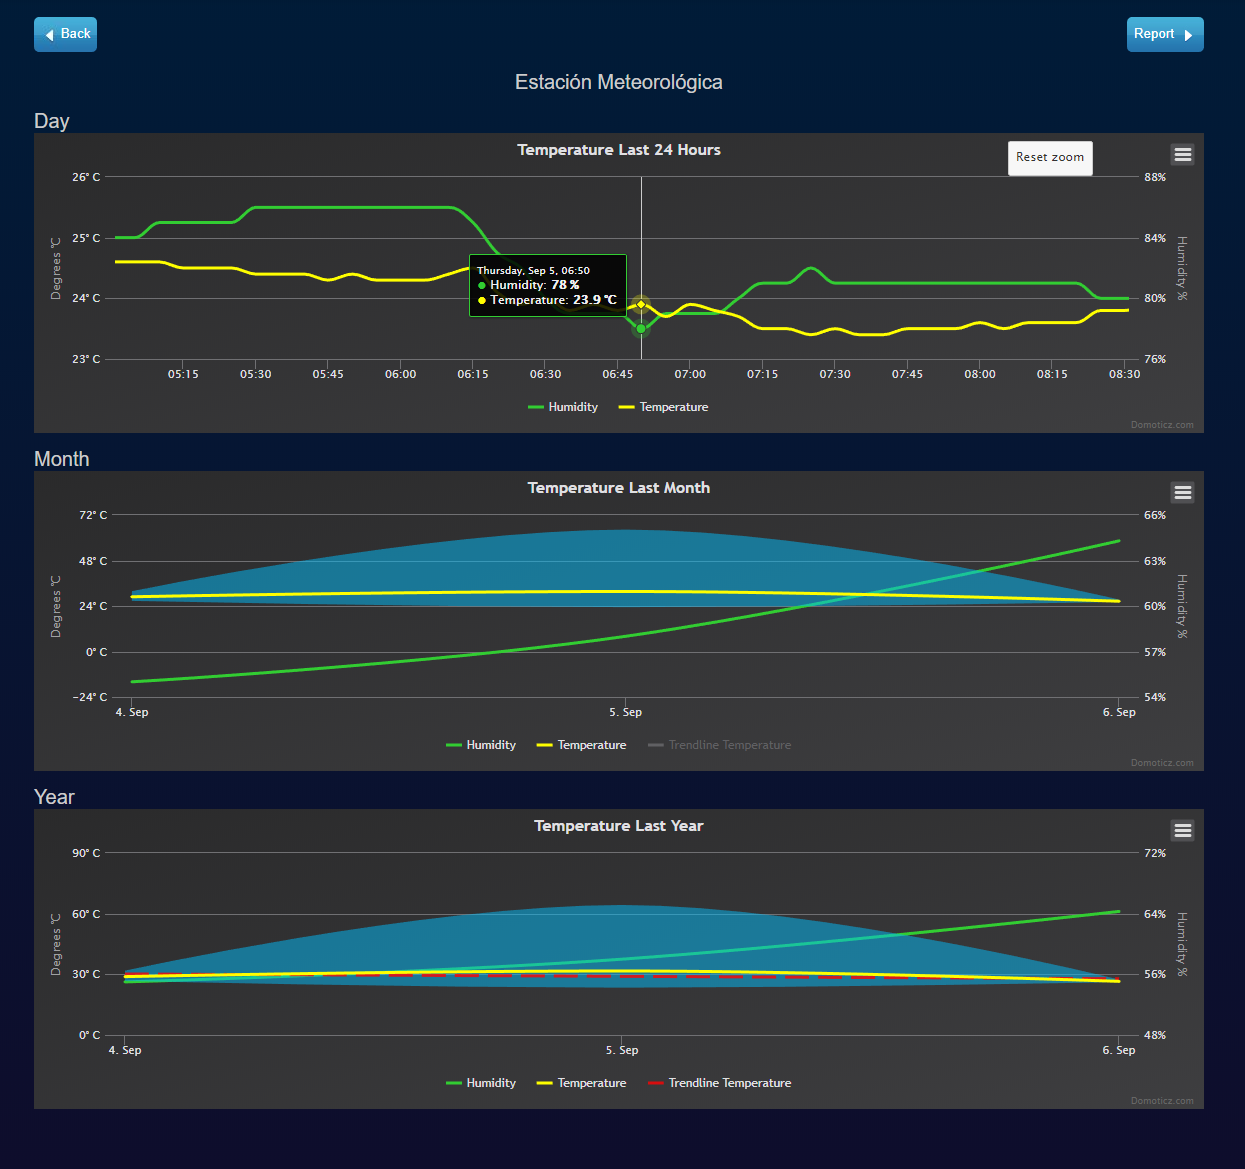 Back
Report
Estación Meteorológica
Day
Temperature Last 24 Hours
Reset zoom
26° C
88%
25° C
84%
24° C
80%
23° C
76%
Degrees °C
Humidity %
Thursday, Sep 5, 06:50
Humidity: 78 %
Temperature: 23.9 °C
05:15 05:30 05:45 06:00 06:15 06:30 06:45 07:00 07:15 07:30 07:45 08:00 08:15 08:30
Humidity Temperature
Domoticz.com
Month
Temperature Last Month
72° C
66%
48° C
63%
24° C
60%
0° C
57%
−24° C
54%
Degrees °C
Humidity %
4. Sep 5. Sep 6. Sep
Humidity Temperature Trendline Temperature
Domoticz.com
Year
Temperature Last Year
90° C
72%
60° C
64%
30° C
56%
0° C
48%
Degrees °C
Humidity %
4. Sep 5. Sep 6. Sep
Humidity Temperature Trendline Temperature
Domoticz.com